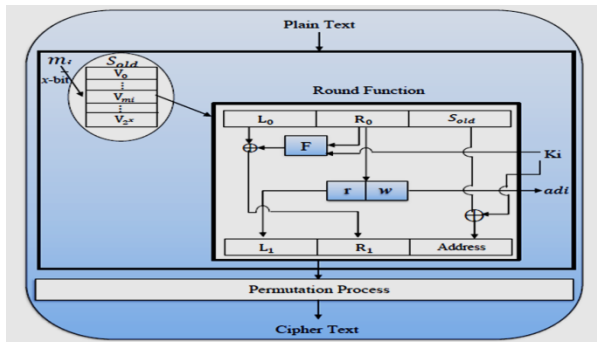 Plain Text
mi
x-bit
Sold
V0
⋮
Vmi
⋮
V2x
Round Function
L0 R0 Sold
F
Ki
r w
adi
L1 R1 Address
Permutation Process
Cipher Text